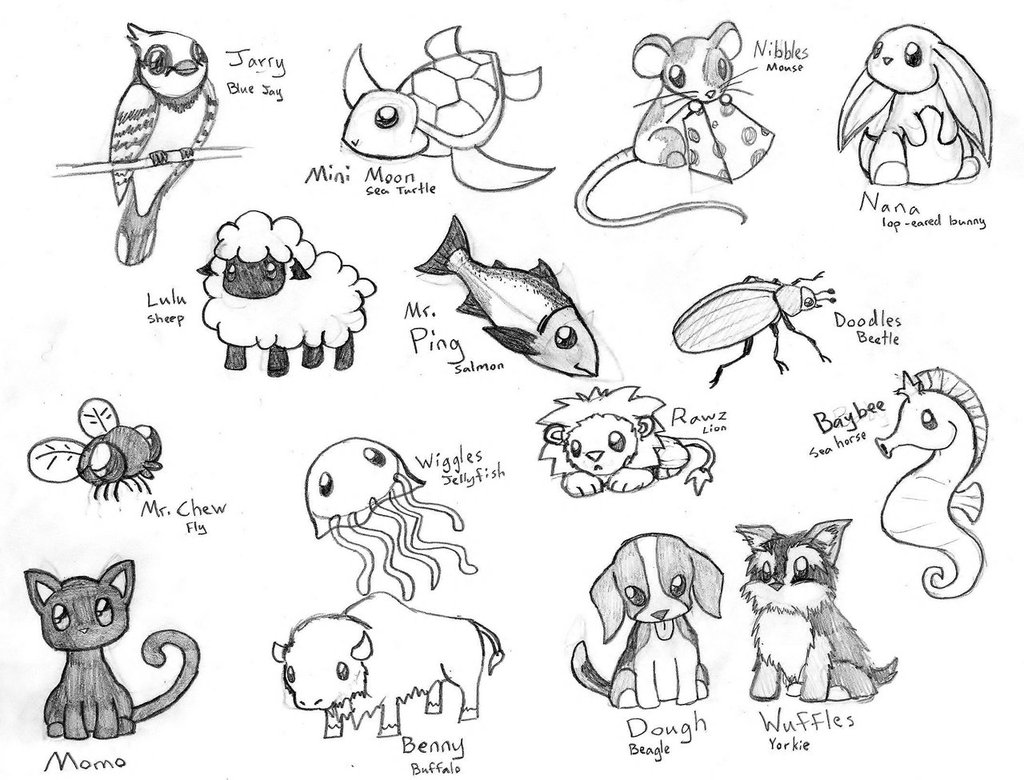 Jarry
Blue Jay
Mini Moon
Sea Turtle
Nibbles
Mouse
Nana
lop-eared bunny
Lulu
Sheep
Mr.
Ping
Salmon
Doodles
Beetle
Mr. Chew
Fly
Wiggles
Jellyfish
Rawz
Lion
Baybee
Sea horse
Momo
Benny
Buffalo
Dough
Beagle
Wuffles
Yorkie